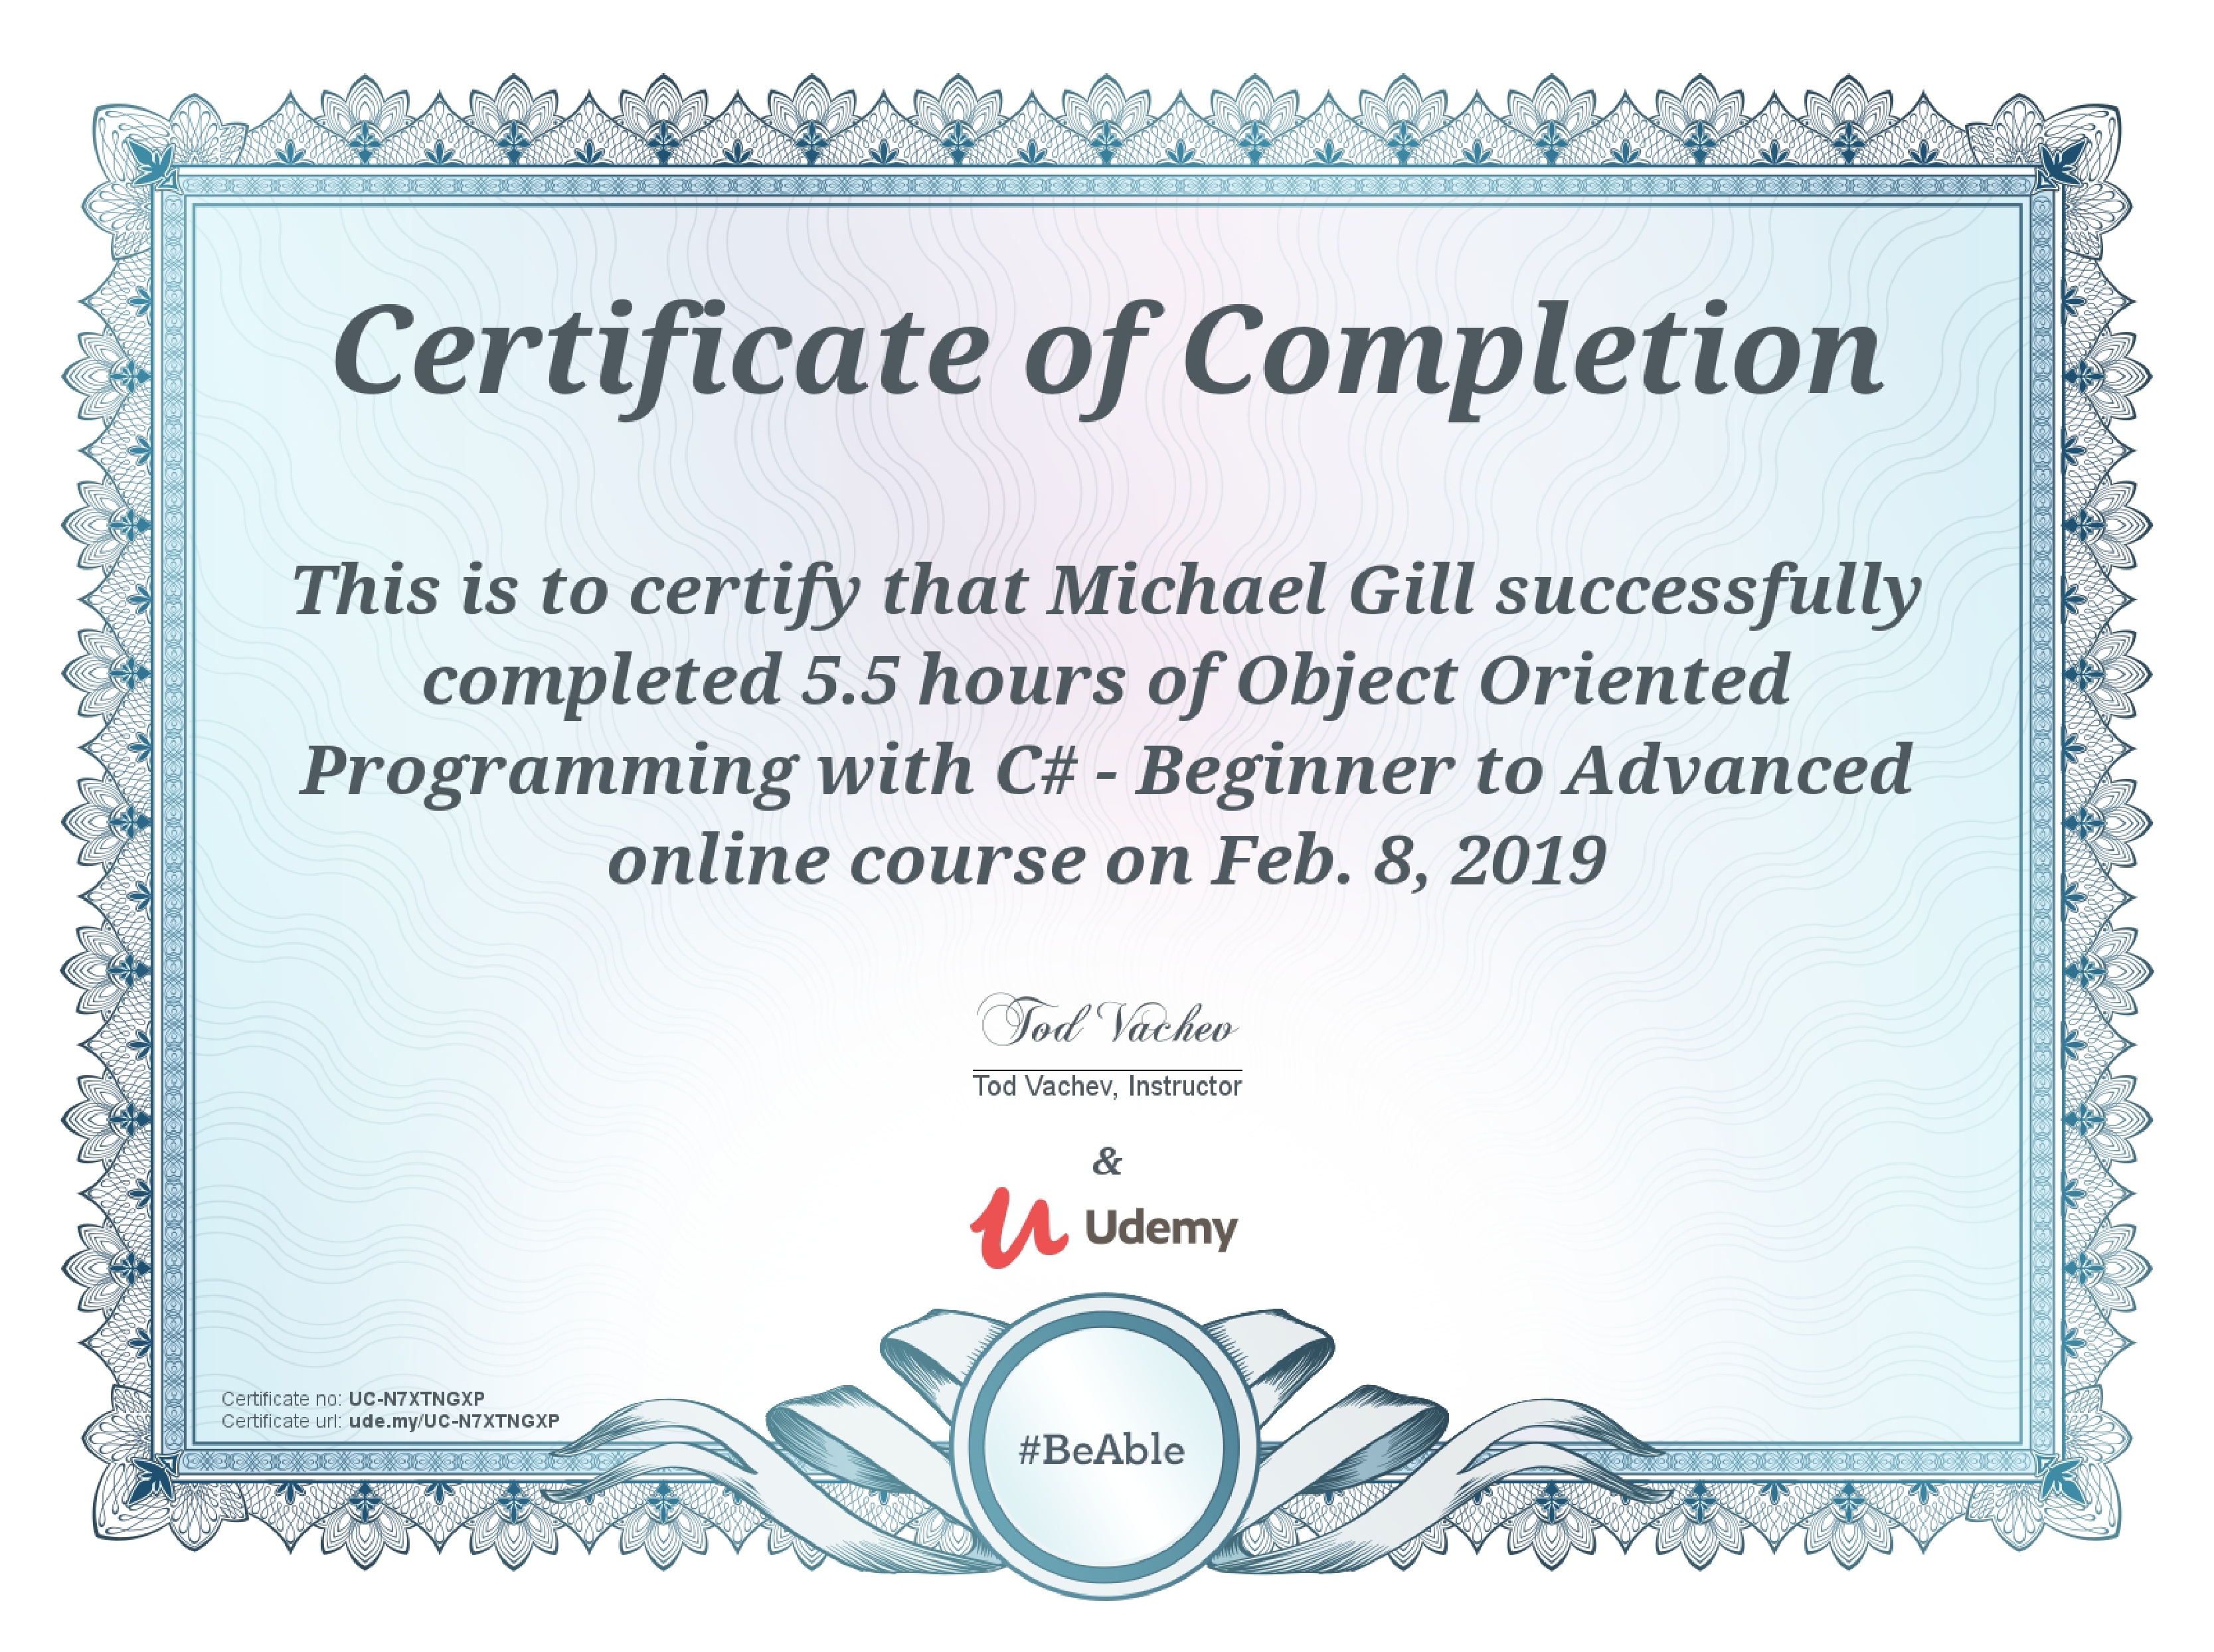 Certificate of Completion
This is to certify that Michael Gill successfully
completed 5.5 hours of Object Oriented
Programming with C# - Beginner to Advanced
online course on Feb. 8, 2019
Tod Vachev
Tod Vachev, Instructor
&
Udemy
Certificate no: UC-N7XTNGXP
Certificate url: ude.my/UC-N7XTNGXP
#BeAble